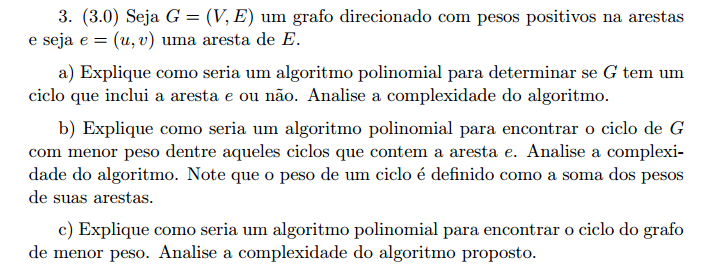 3. (3.0) Seja G = (V, E) um grafo direcionado com pesos positivos na arestas
e seja e = (u, v) uma aresta de E.
a) Explique como seria um algoritmo polinomial para determinar se G tem um
ciclo que inclui a aresta e ou não. Analise a complexidade do algoritmo.
b) Explique como seria um algoritmo polinomial para encontrar o ciclo de G
com menor peso dentre aqueles ciclos que contem a aresta e. Analise a complexi-
dade do algoritmo. Note que o peso de um ciclo é definido como a soma dos pesos
de suas arestas.
c) Explique como seria um algoritmo polinomial para encontrar o ciclo do grafo
de menor peso. Analise a complexidade do algoritmo proposto.